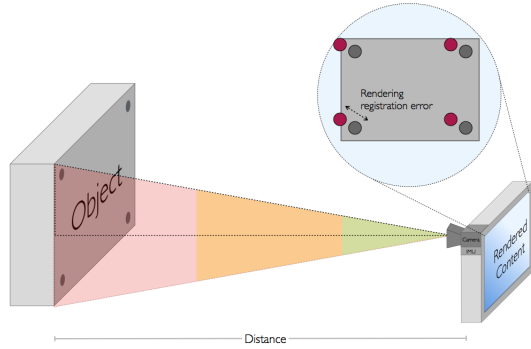 Rendering
registration error
Object
Camera
IMU
Rendered
Content
Distance